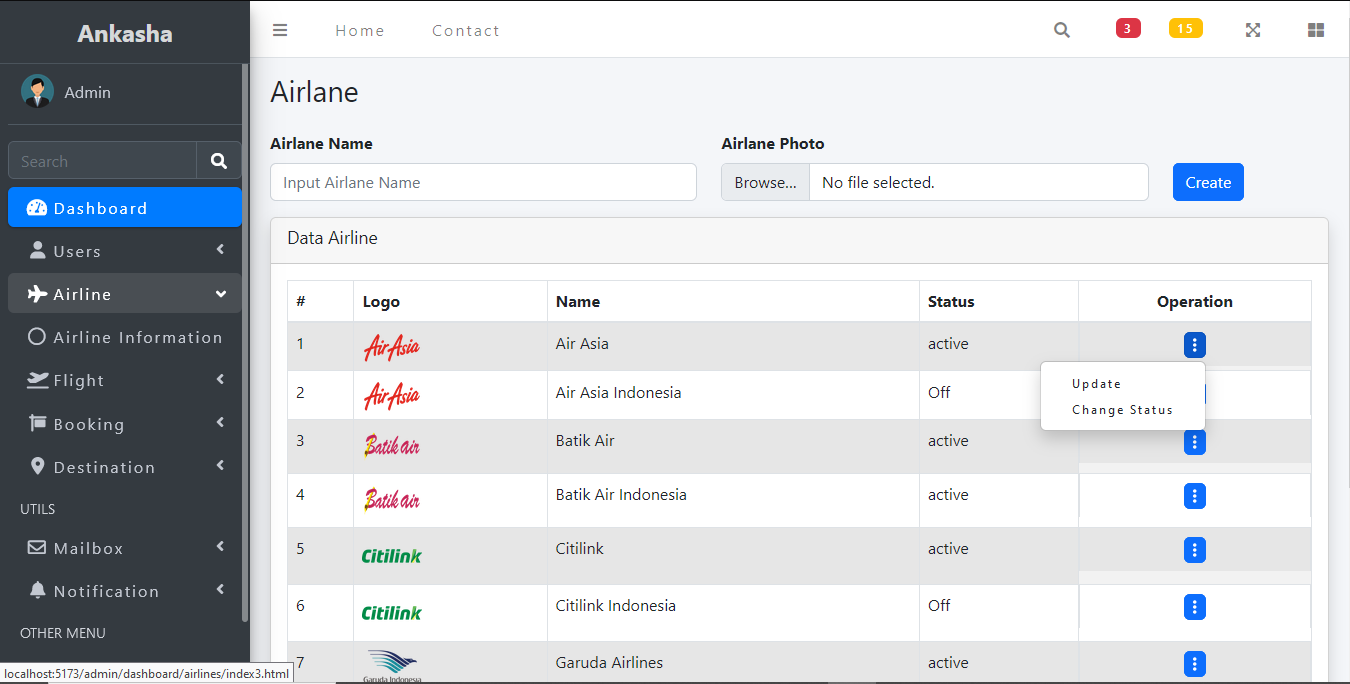 Ankasha
Home
Contact
3
15
Admin
Search
Dashboard
Users
Airline
Airline Information
Flight
Booking
Destination
UTILS
Mailbox
Notification
OTHER MENU
localhost:5173/admin/dashboard/airlines/index3.html
Airlane
Airlane Name
Airlane Photo
Input Airlane Name
Browse... No file selected.
Create
Data Airline
# Logo Name Status Operation
1 AirAsia Air Asia active
Update
Change Status
2 AirAsia Air Asia Indonesia Off
3 Batik air Batik Air active
4 Batik air Batik Air Indonesia active
5 Citilink Citilink active
6 Citilink Citilink Indonesia Off
7 Garuda Indonesia Garuda Airlines active